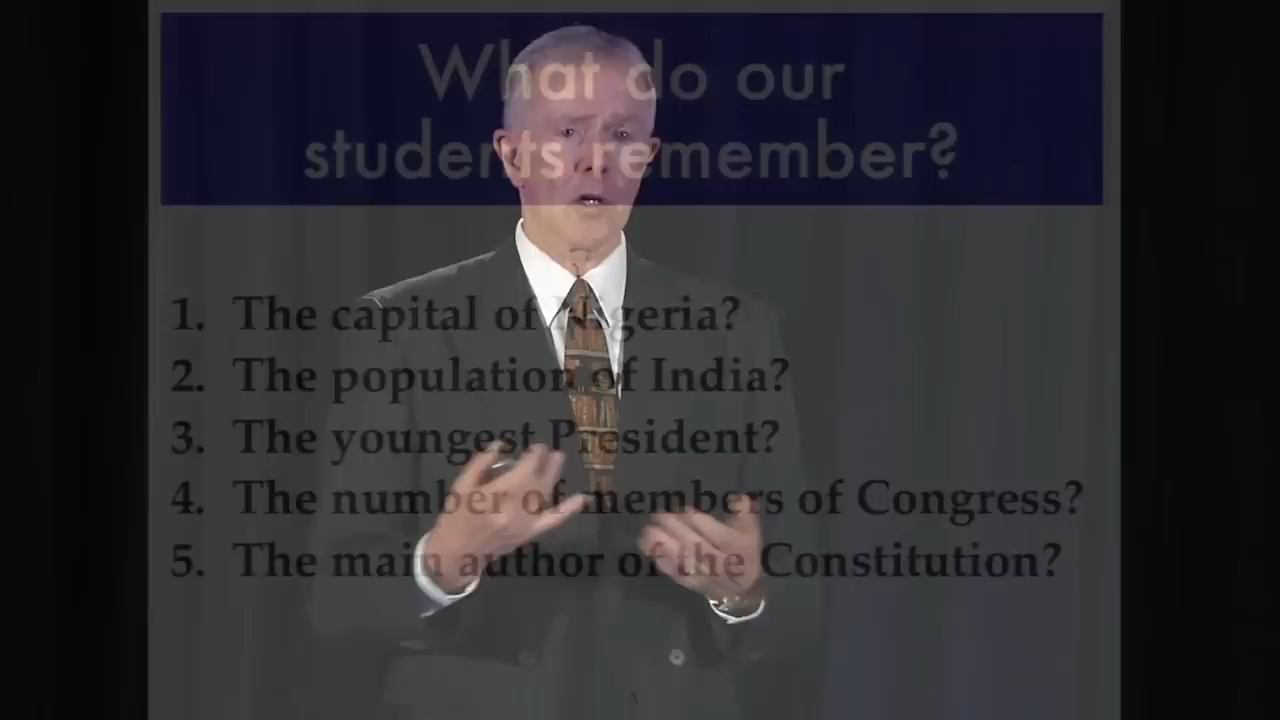 What do our
students remember?
1. The capital of Nigeria?
2. The population of India?
3. The youngest President?
4. The number of members of Congress?
5. The main author of the Constitution?
3